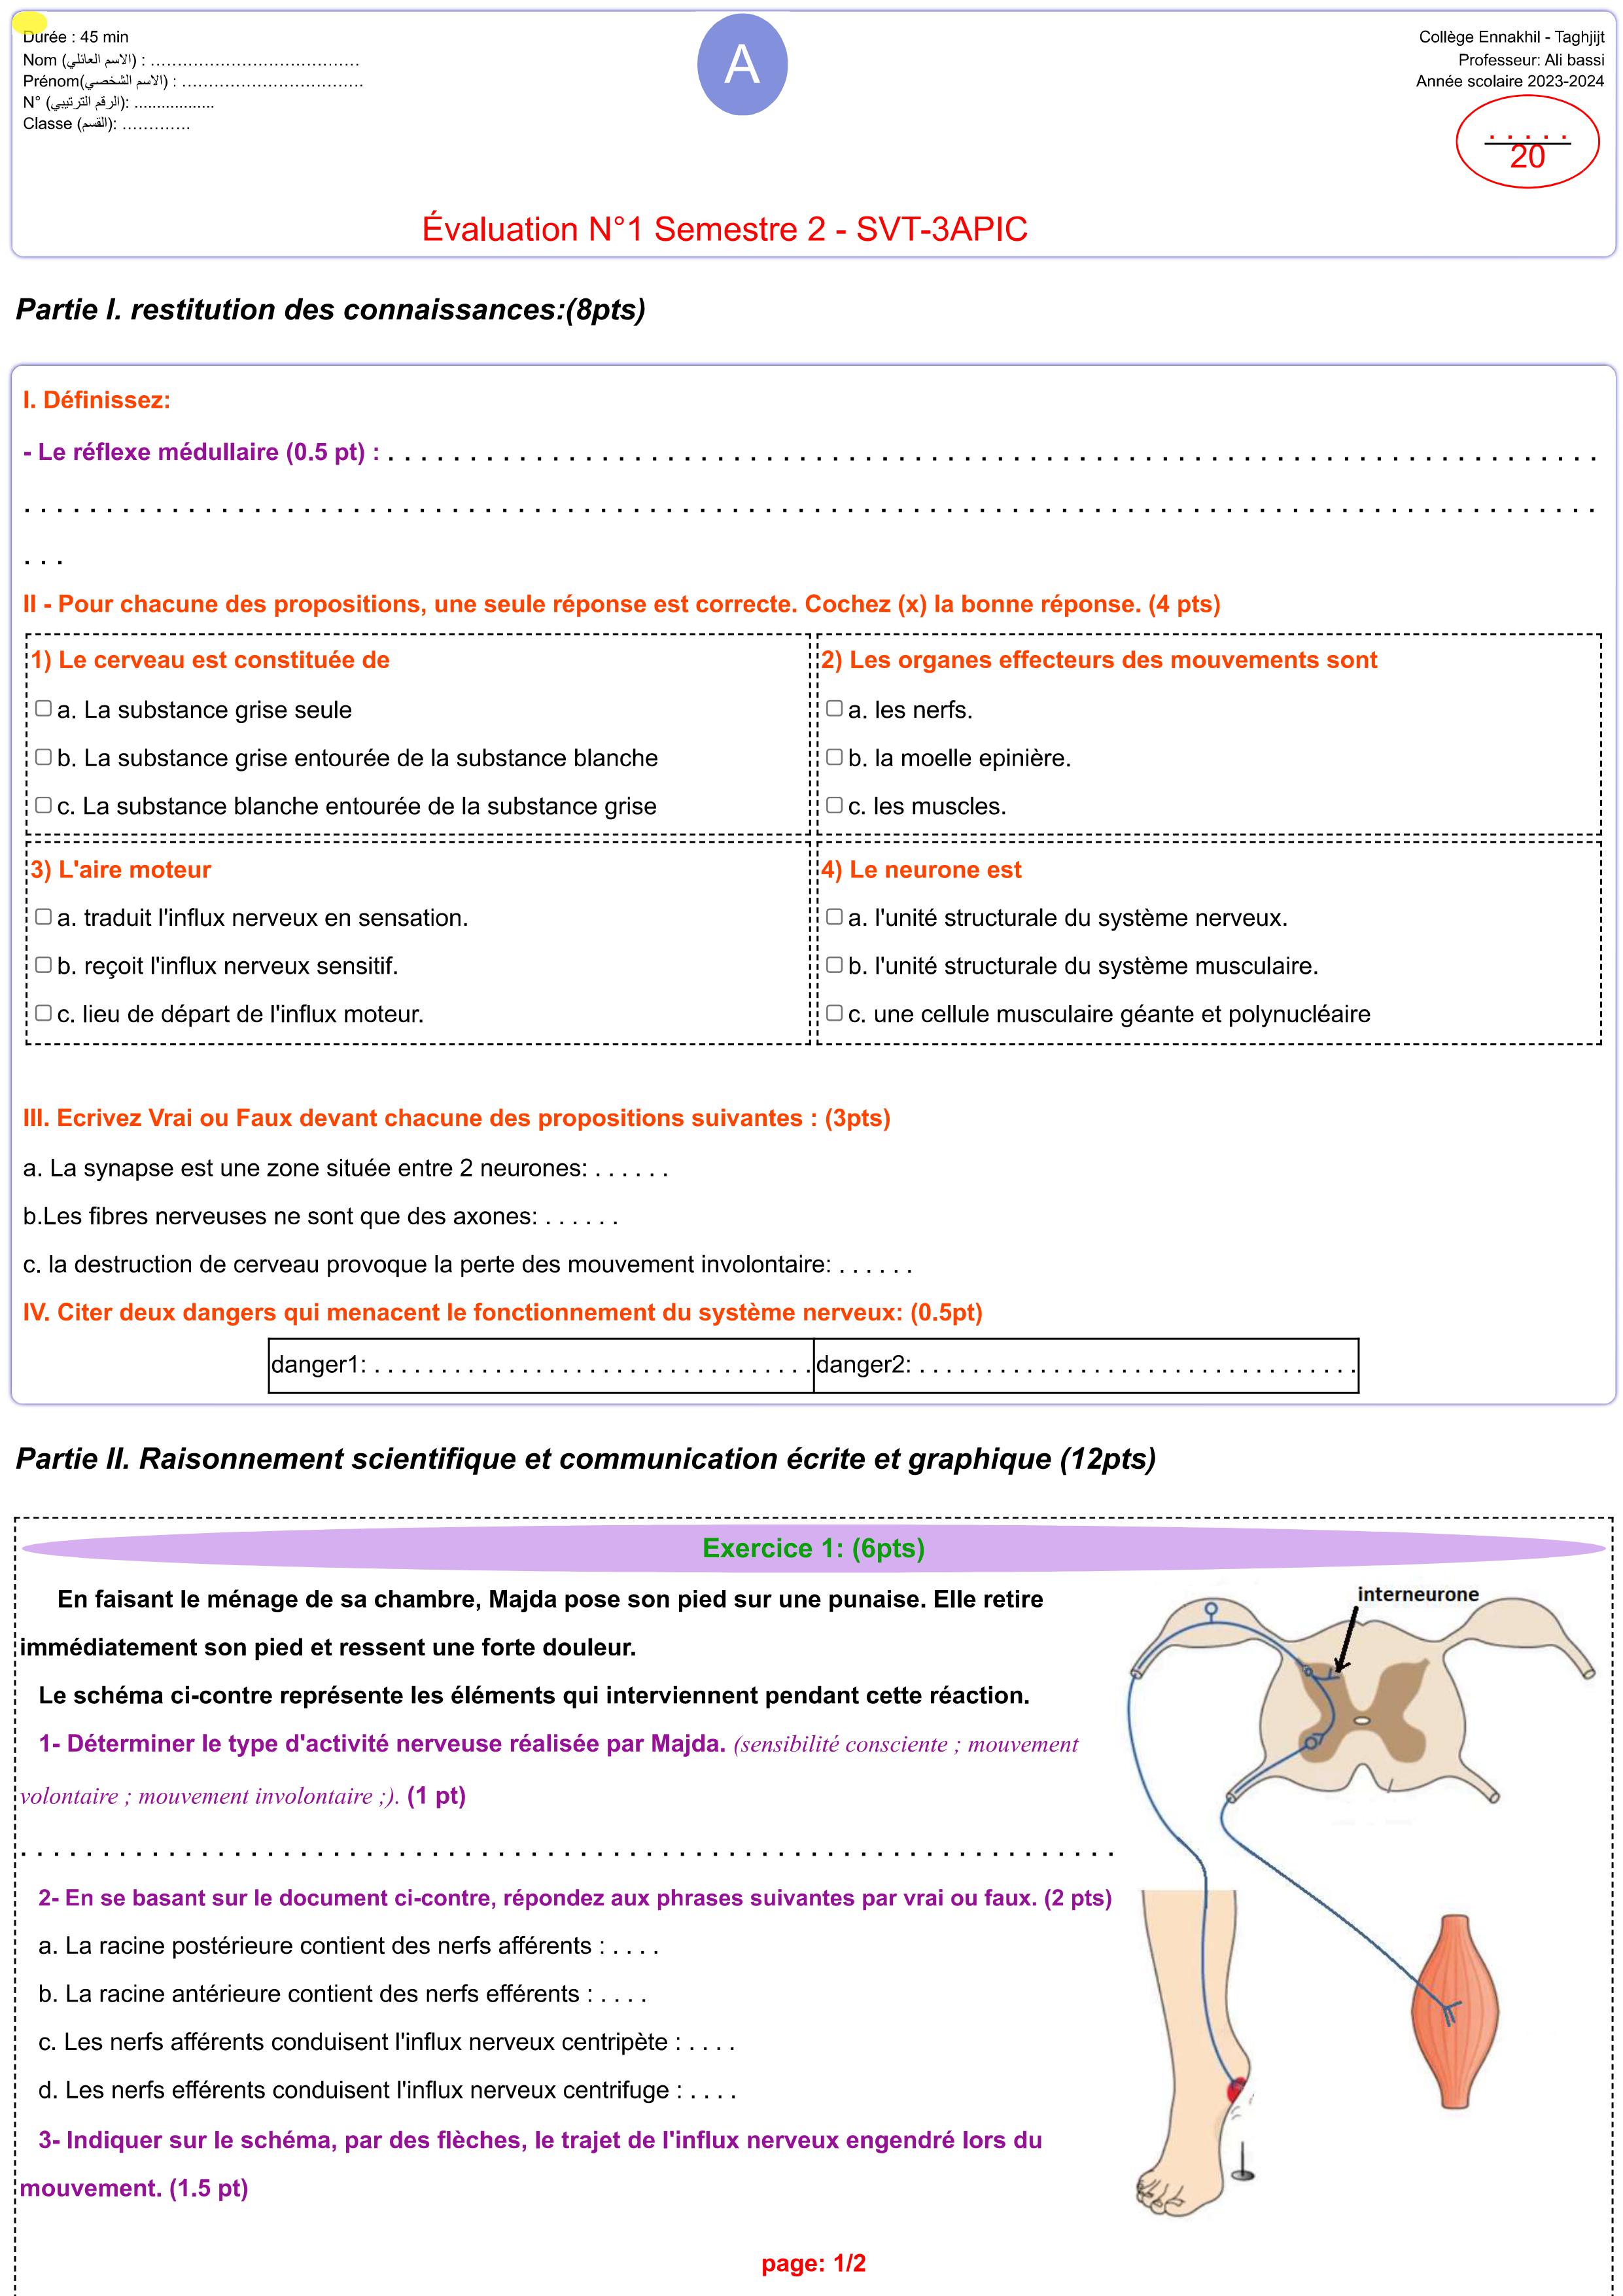 Durée : 45 min
Nom (الاسم العائلي) : ......................................
Prénom(الاسم الشخصي) : .................................
N° (الرقم الترتيبي): ..................
Classe (القسم): .............
A
Collège Ennakhil - Taghjijt
Professeur: Ali bassi
Année scolaire 2023-2024
. . . . .
20
Évaluation N°1 Semestre 2 - SVT-3APIC
Partie I. restitution des connaissances:(8pts)
I. Définissez:
- Le réflexe médullaire (0.5 pt) : . . . . . . . . . . . . . . . . . . . . . . . . . . . . . . . . . . . . . . . . . . . . . . . . . . . . . . . . . . . . . . . . . . . . . . . . . .
. . . . . . . . . . . . . . . . . . . . . . . . . . . . . . . . . . . . . . . . . . . . . . . . . . . . . . . . . . . . . . . . . . . . . . . . . . . . . . . . . . . . . . . . . . . . . . . .
. . .
II - Pour chacune des propositions, une seule réponse est correcte. Cochez (x) la bonne réponse. (4 pts)
1) Le cerveau est constituée de
a. La substance grise seule
b. La substance grise entourée de la substance blanche
c. La substance blanche entourée de la substance grise
2) Les organes effecteurs des mouvements sont
a. les nerfs.
b. la moelle epinière.
c. les muscles.
3) L'aire moteur
a. traduit l'influx nerveux en sensation.
b. reçoit l'influx nerveux sensitif.
c. lieu de départ de l'influx moteur.
4) Le neurone est
a. l'unité structurale du système nerveux.
b. l'unité structurale du système musculaire.
c. une cellule musculaire géante et polynucléaire
III. Ecrivez Vrai ou Faux devant chacune des propositions suivantes : (3pts)
a. La synapse est une zone située entre 2 neurones: . . . . . .
b.Les fibres nerveuses ne sont que des axones: . . . . . .
c. la destruction de cerveau provoque la perte des mouvement involontaire: . . . . . .
IV. Citer deux dangers qui menacent le fonctionnement du système nerveux: (0.5pt)
danger1: . . . . . . . . . . . . . . . . . . . . . . . . . . . . . . . . . danger2: . . . . . . . . . . . . . . . . . . . . . . . . . . . . . . . . .
Partie II. Raisonnement scientifique et communication écrite et graphique (12pts)
Exercice 1: (6pts)
En faisant le ménage de sa chambre, Majda pose son pied sur une punaise. Elle retire
immédiatement son pied et ressent une forte douleur.
Le schéma ci-contre représente les éléments qui interviennent pendant cette réaction.
1- Déterminer le type d'activité nerveuse réalisée par Majda. (sensibilité consciente ; mouvement
volontaire ; mouvement involontaire ;). (1 pt)
. . . . . . . . . . . . . . . . . . . . . . . . . . . . . . . . . . . . . . . . . . . . . . . . . . . . . . . . . . . . . . . . . . .
2- En se basant sur le document ci-contre, répondez aux phrases suivantes par vrai ou faux. (2 pts)
a. La racine postérieure contient des nerfs afférents : . . . .
b. La racine antérieure contient des nerfs efférents : . . . .
c. Les nerfs afférents conduisent l'influx nerveux centripète : . . . .
d. Les nerfs efférents conduisent l'influx nerveux centrifuge : . . . .
3- Indiquer sur le schéma, par des flèches, le trajet de l'influx nerveux engendré lors du
mouvement. (1.5 pt)
interneurone
page: 1/2